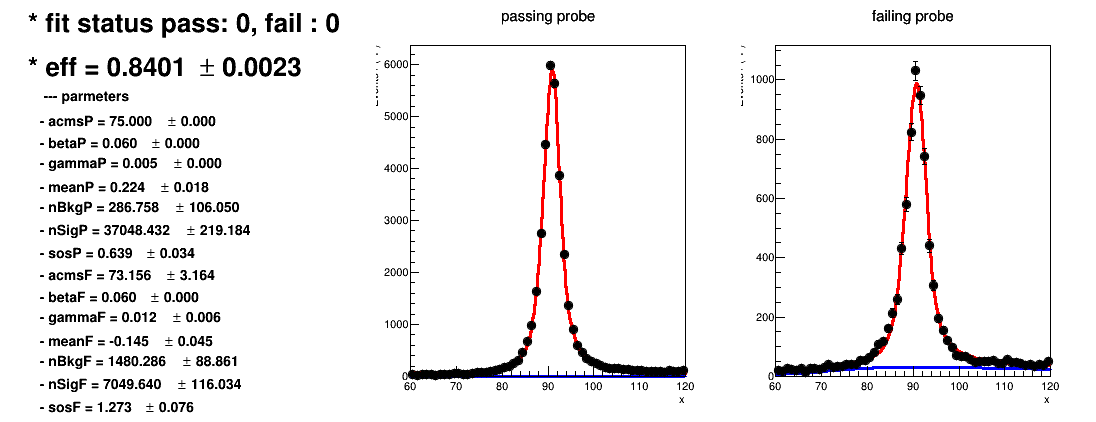 * fit status pass: 0, fail : 0
* eff = 0.8401 ± 0.0023
--- parmeters
- acmsP = 75.000 ± 0.000
- betaP = 0.060 ± 0.000
- gammaP = 0.005 ± 0.000
- meanP = 0.224 ± 0.018
- nBkgP = 286.758 ± 106.050
- nSigP = 37048.432 ± 219.184
- sosP = 0.639 ± 0.034
- acmsF = 73.156 ± 3.164
- betaF = 0.060 ± 0.000
- gammaF = 0.012 ± 0.006
- meanF = -0.145 ± 0.045
- nBkgF = 1480.286 ± 88.861
- nSigF = 7049.640 ± 116.034
- sosF = 1.273 ± 0.076
passing probe
6000
5000
4000
3000
2000
1000
0
60 70 80 90 100 110 120
x
failing probe
1000
800
600
400
200
0
60 70 80 90 100 110 120
x